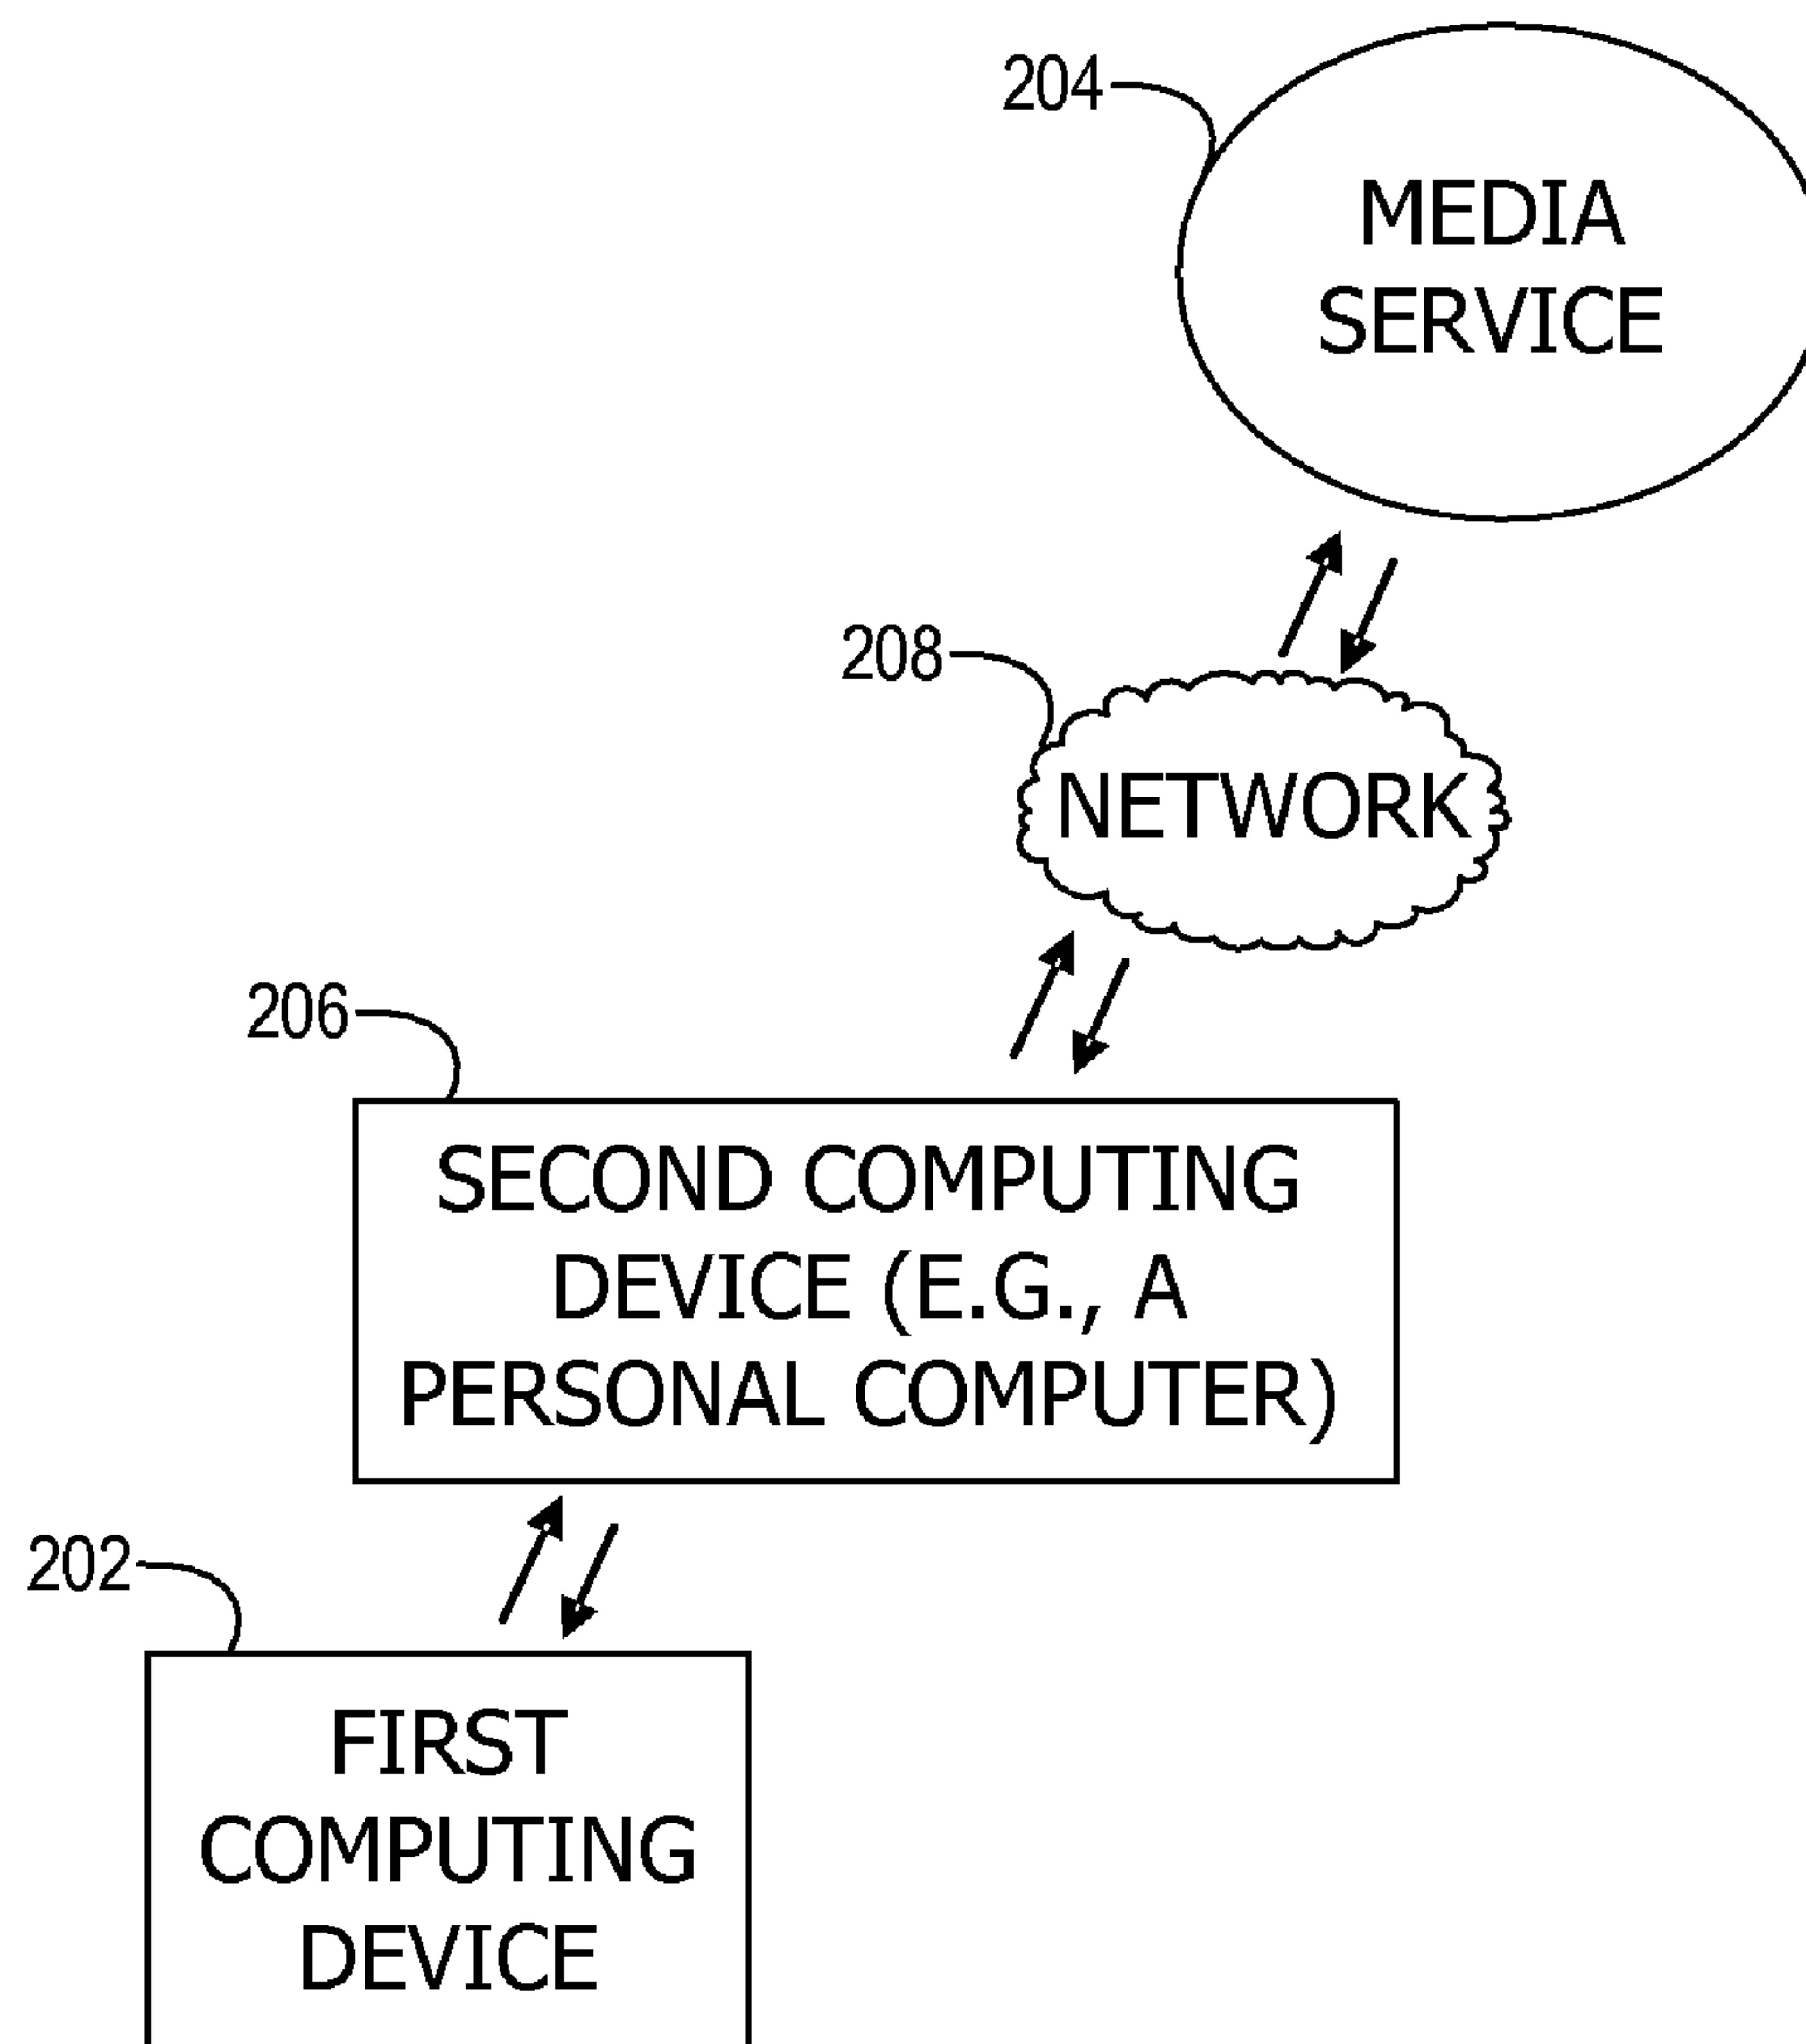 204
MEDIA
SERVICE
208
NETWORK
206
SECOND COMPUTING
DEVICE (E.G., A
PERSONAL COMPUTER)
202
FIRST
COMPUTING
DEVICE